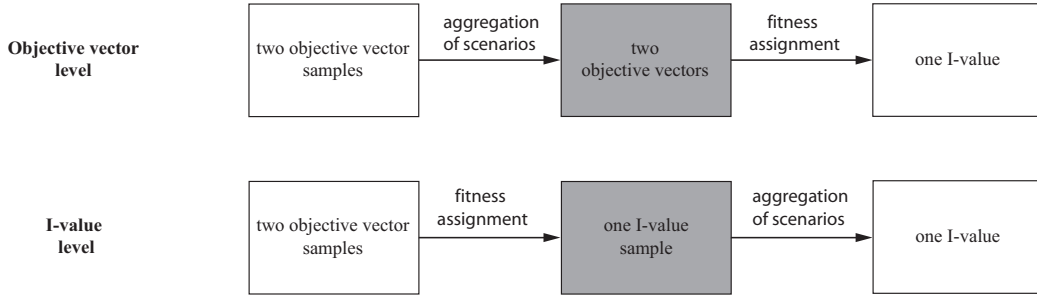 Objective vector
level
two objective vector
samples
aggregation
of scenarios
two
objective vectors
fitness
assignment
one I-value
I-value
level
two objective vector
samples
fitness
assignment
one I-value
sample
aggregation
of scenarios
one I-value